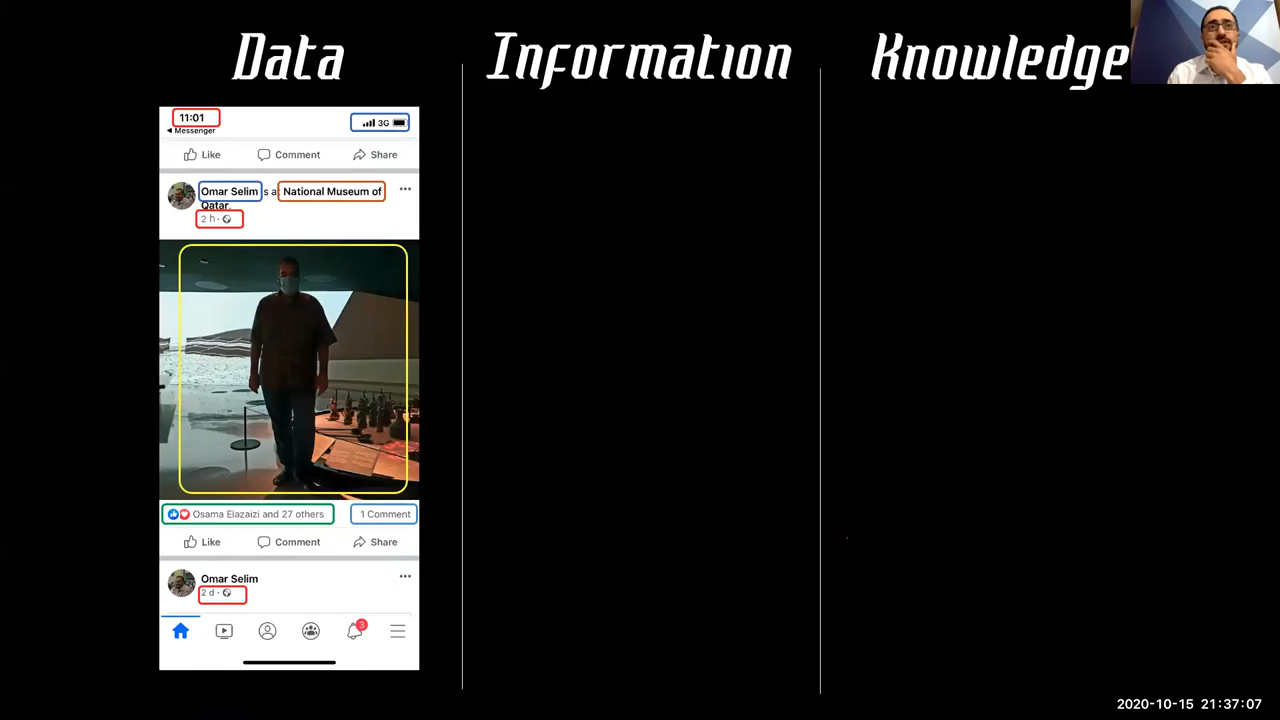 Data
Information
Knowledge
11:01
3G
Messenger
Like
Comment
Share
Omar Selim s a National Museum of
Qatar.
2 h ·
Osama Elazaizi and 27 others
1 Comment
Like
Comment
Share
Omar Selim
2 d ·
3
2020-10-15 21:37:07